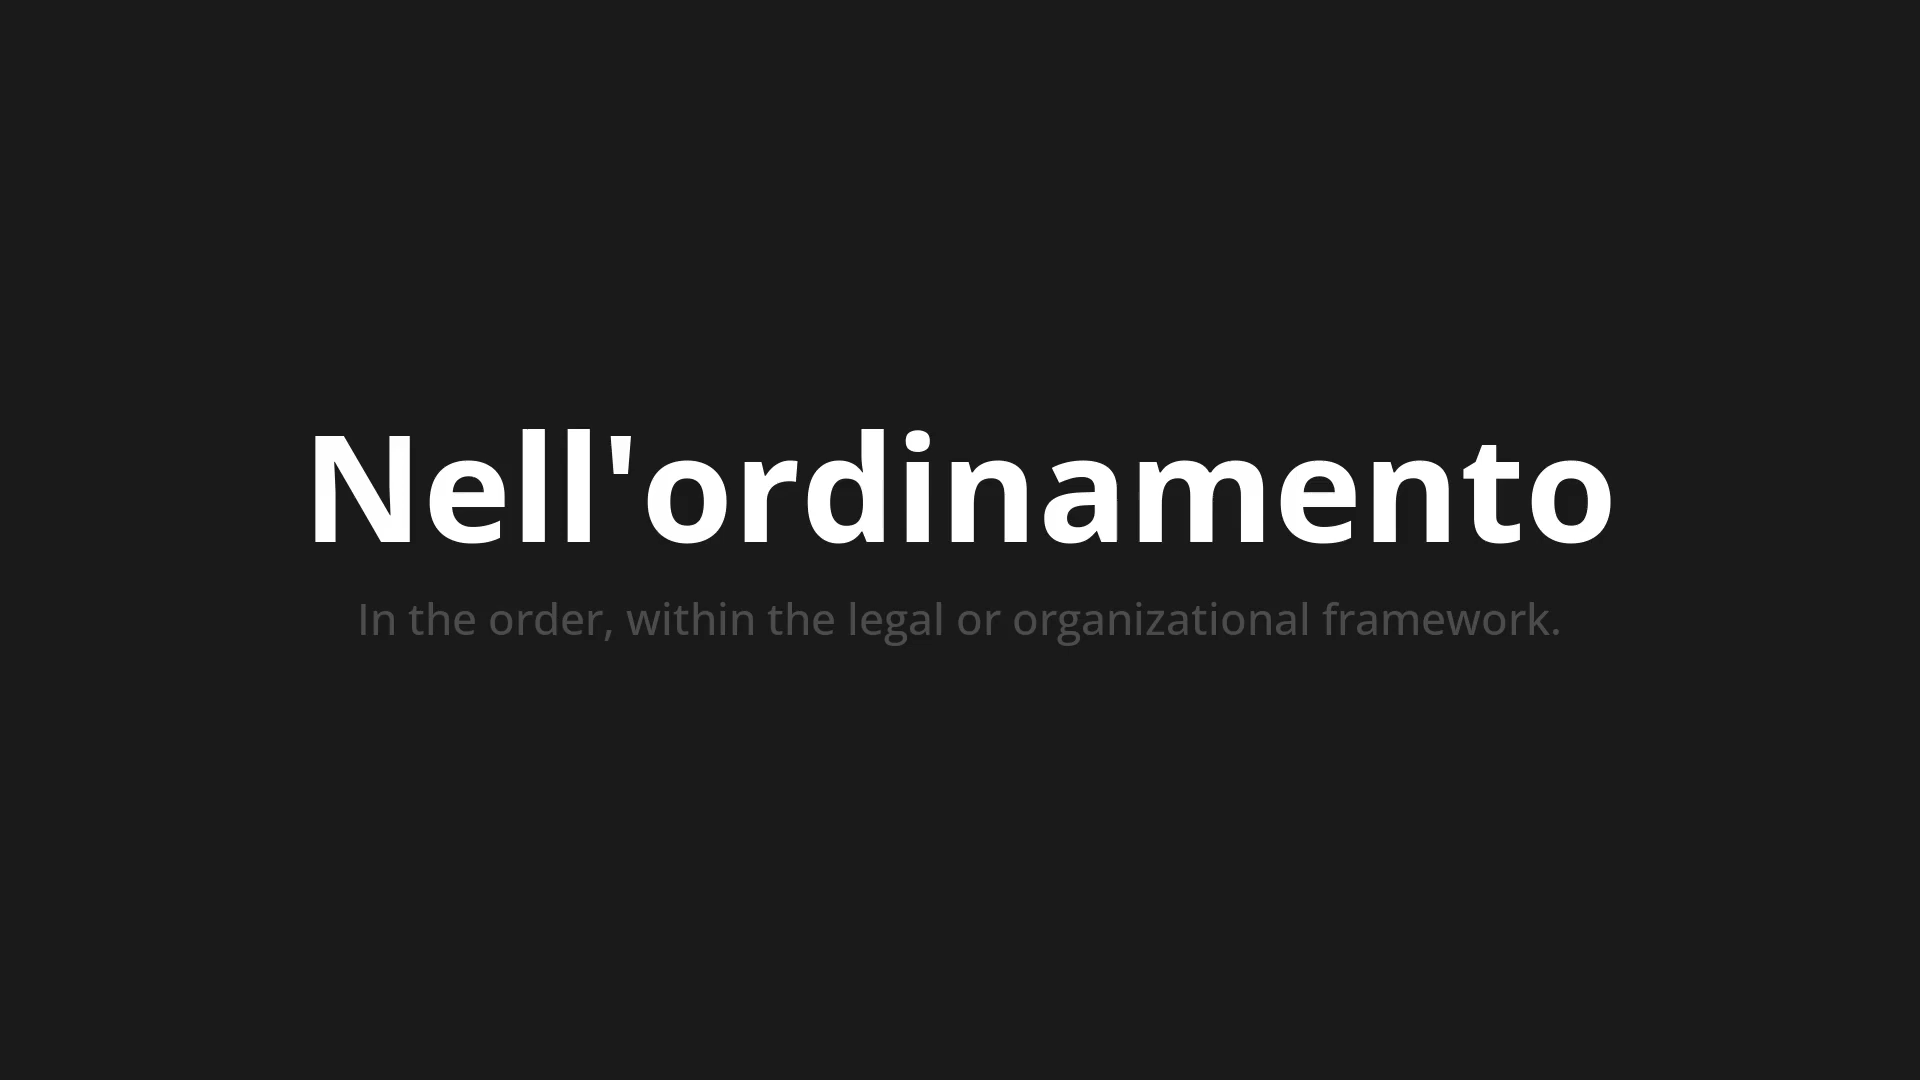 Nell'ordinamento
In the order, within the legal or organizational framework.